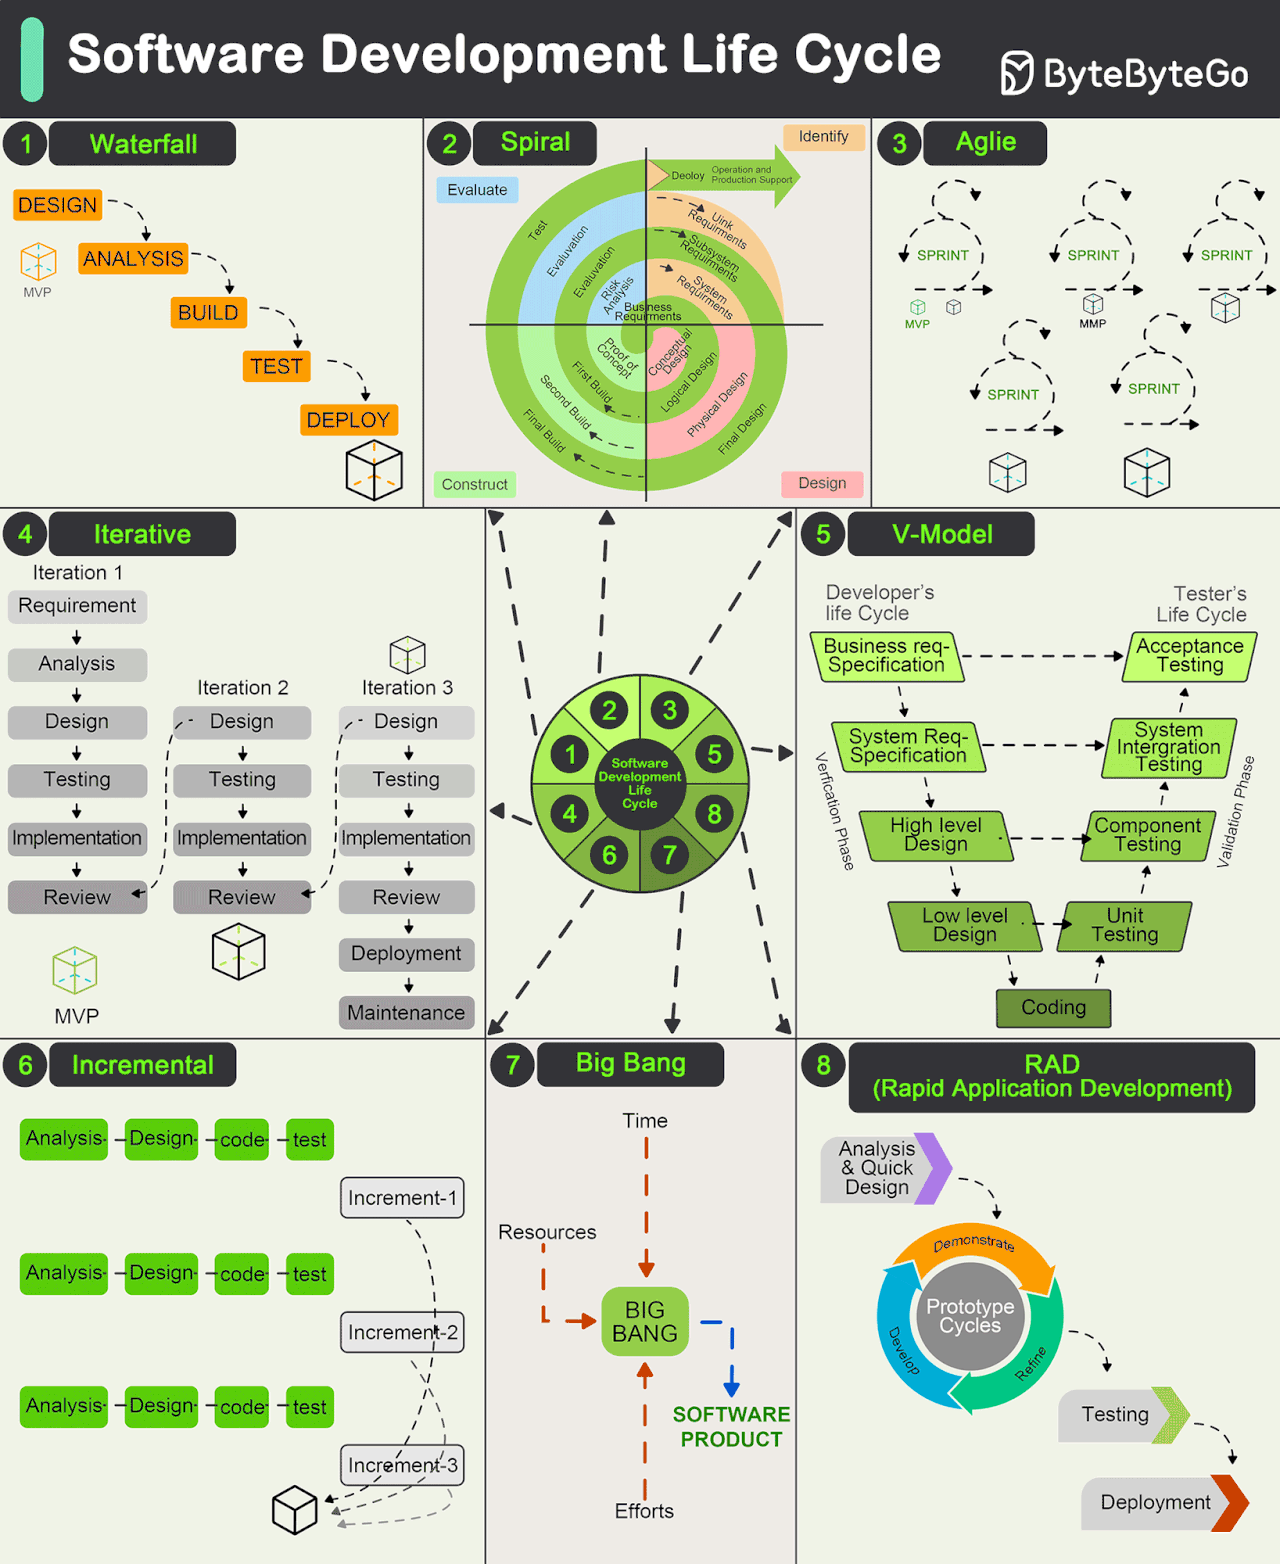 Software Development Life Cycle
ByteByteGo
1 Waterfall
DESIGN
ANALYSIS
MVP
BUILD
TEST
DEPLOY
2 Spiral
Identify
Evaluate
Deoloy
Operation and
Production Support
Test
Evaluvation
Evaluvation
Risk
Analysis
Uink
Requirments
Subsystem
Requirments
System
Requirments
Business
Requirments
Proof of
Concept
Conceptual
Design
First Build
Logical Design
Second Build
Physical Design
Final Build
Final Design
Construct
Design
3 Aglie
SPRINT
SPRINT
SPRINT
MVP
MMP
SPRINT
SPRINT
4 Iterative
Iteration 1
Requirement
Analysis
Design
Testing
Implementation
Review
MVP
Iteration 2
Design
Testing
Implementation
Review
Iteration 3
Design
Testing
Implementation
Review
Deployment
Maintenance
1
2
3
5
4
8
6
7
Software
Development
Life
Cycle
5 V-Model
Developer's
life Cycle
Tester's
Life Cycle
Business req-
Specification
Acceptance
Testing
System Req-
Specification
System
Intergration
Testing
Verfication Phase
Validation Phase
High level
Design
Component
Testing
Low level
Design
Unit
Testing
Coding
6 Incremental
Analysis Design code test
Increment-1
Analysis Design code test
Increment-2
Analysis Design code test
Increment-3
7 Big Bang
Time
Resources
BIG
BANG
SOFTWARE
PRODUCT
Efforts
8 RAD
(Rapid Application Development)
Analysis
& Quick
Design
Demonstrate
Prototype
Cycles
Develop
Refine
Testing
Deployment